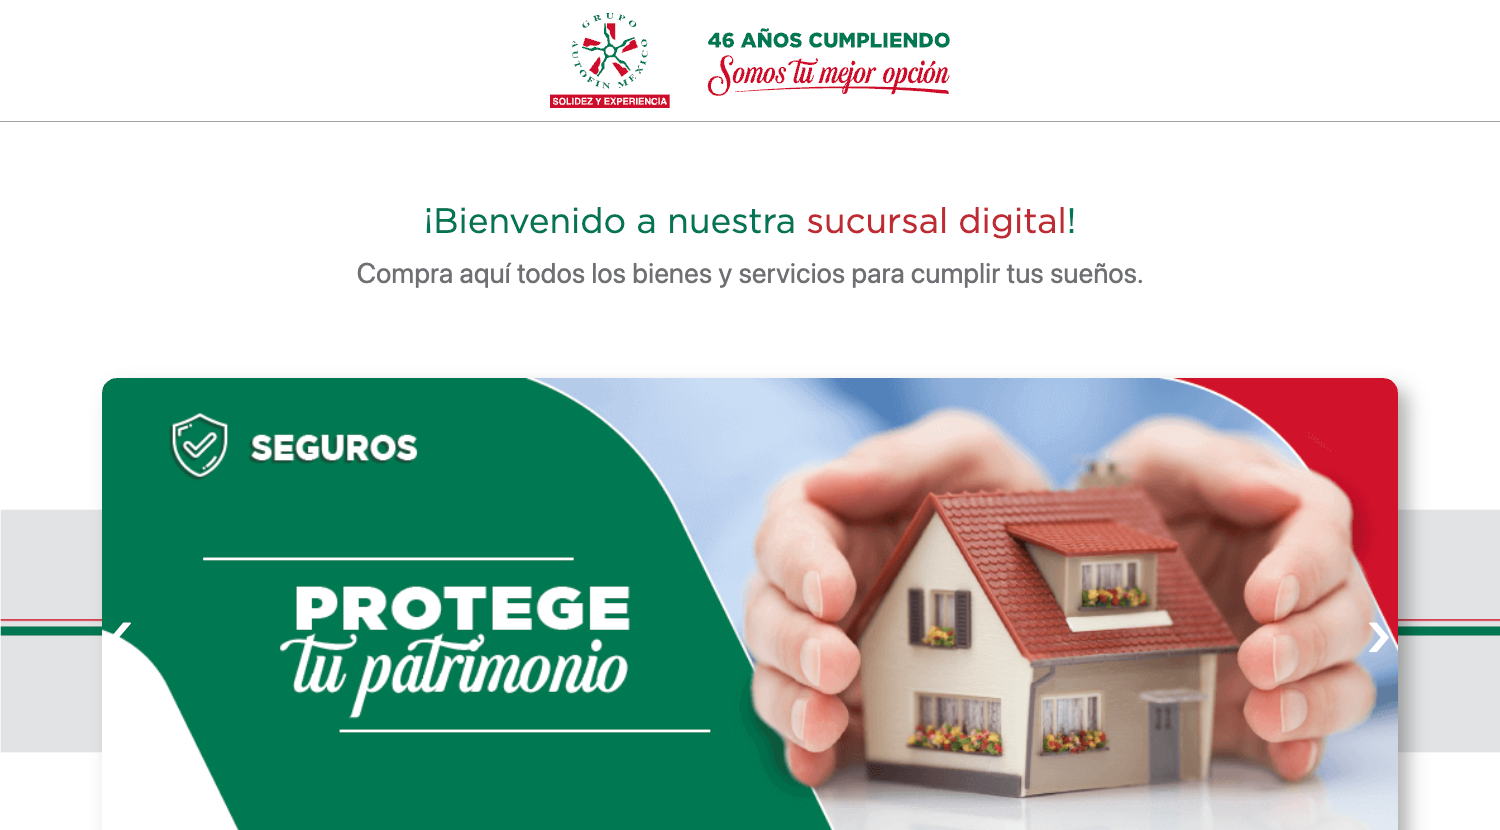 GRUPO
AUTOFIN MEXICO
SOLIDEZ Y EXPERIENCIA
46 AÑOS CUMPLIENDO
Somos tu mejor opción
¡Bienvenido a nuestra sucursal digital!
Compra aquí todos los bienes y servicios para cumplir tus sueños.
SEGUROS
PROTEGE
tu patrimonio